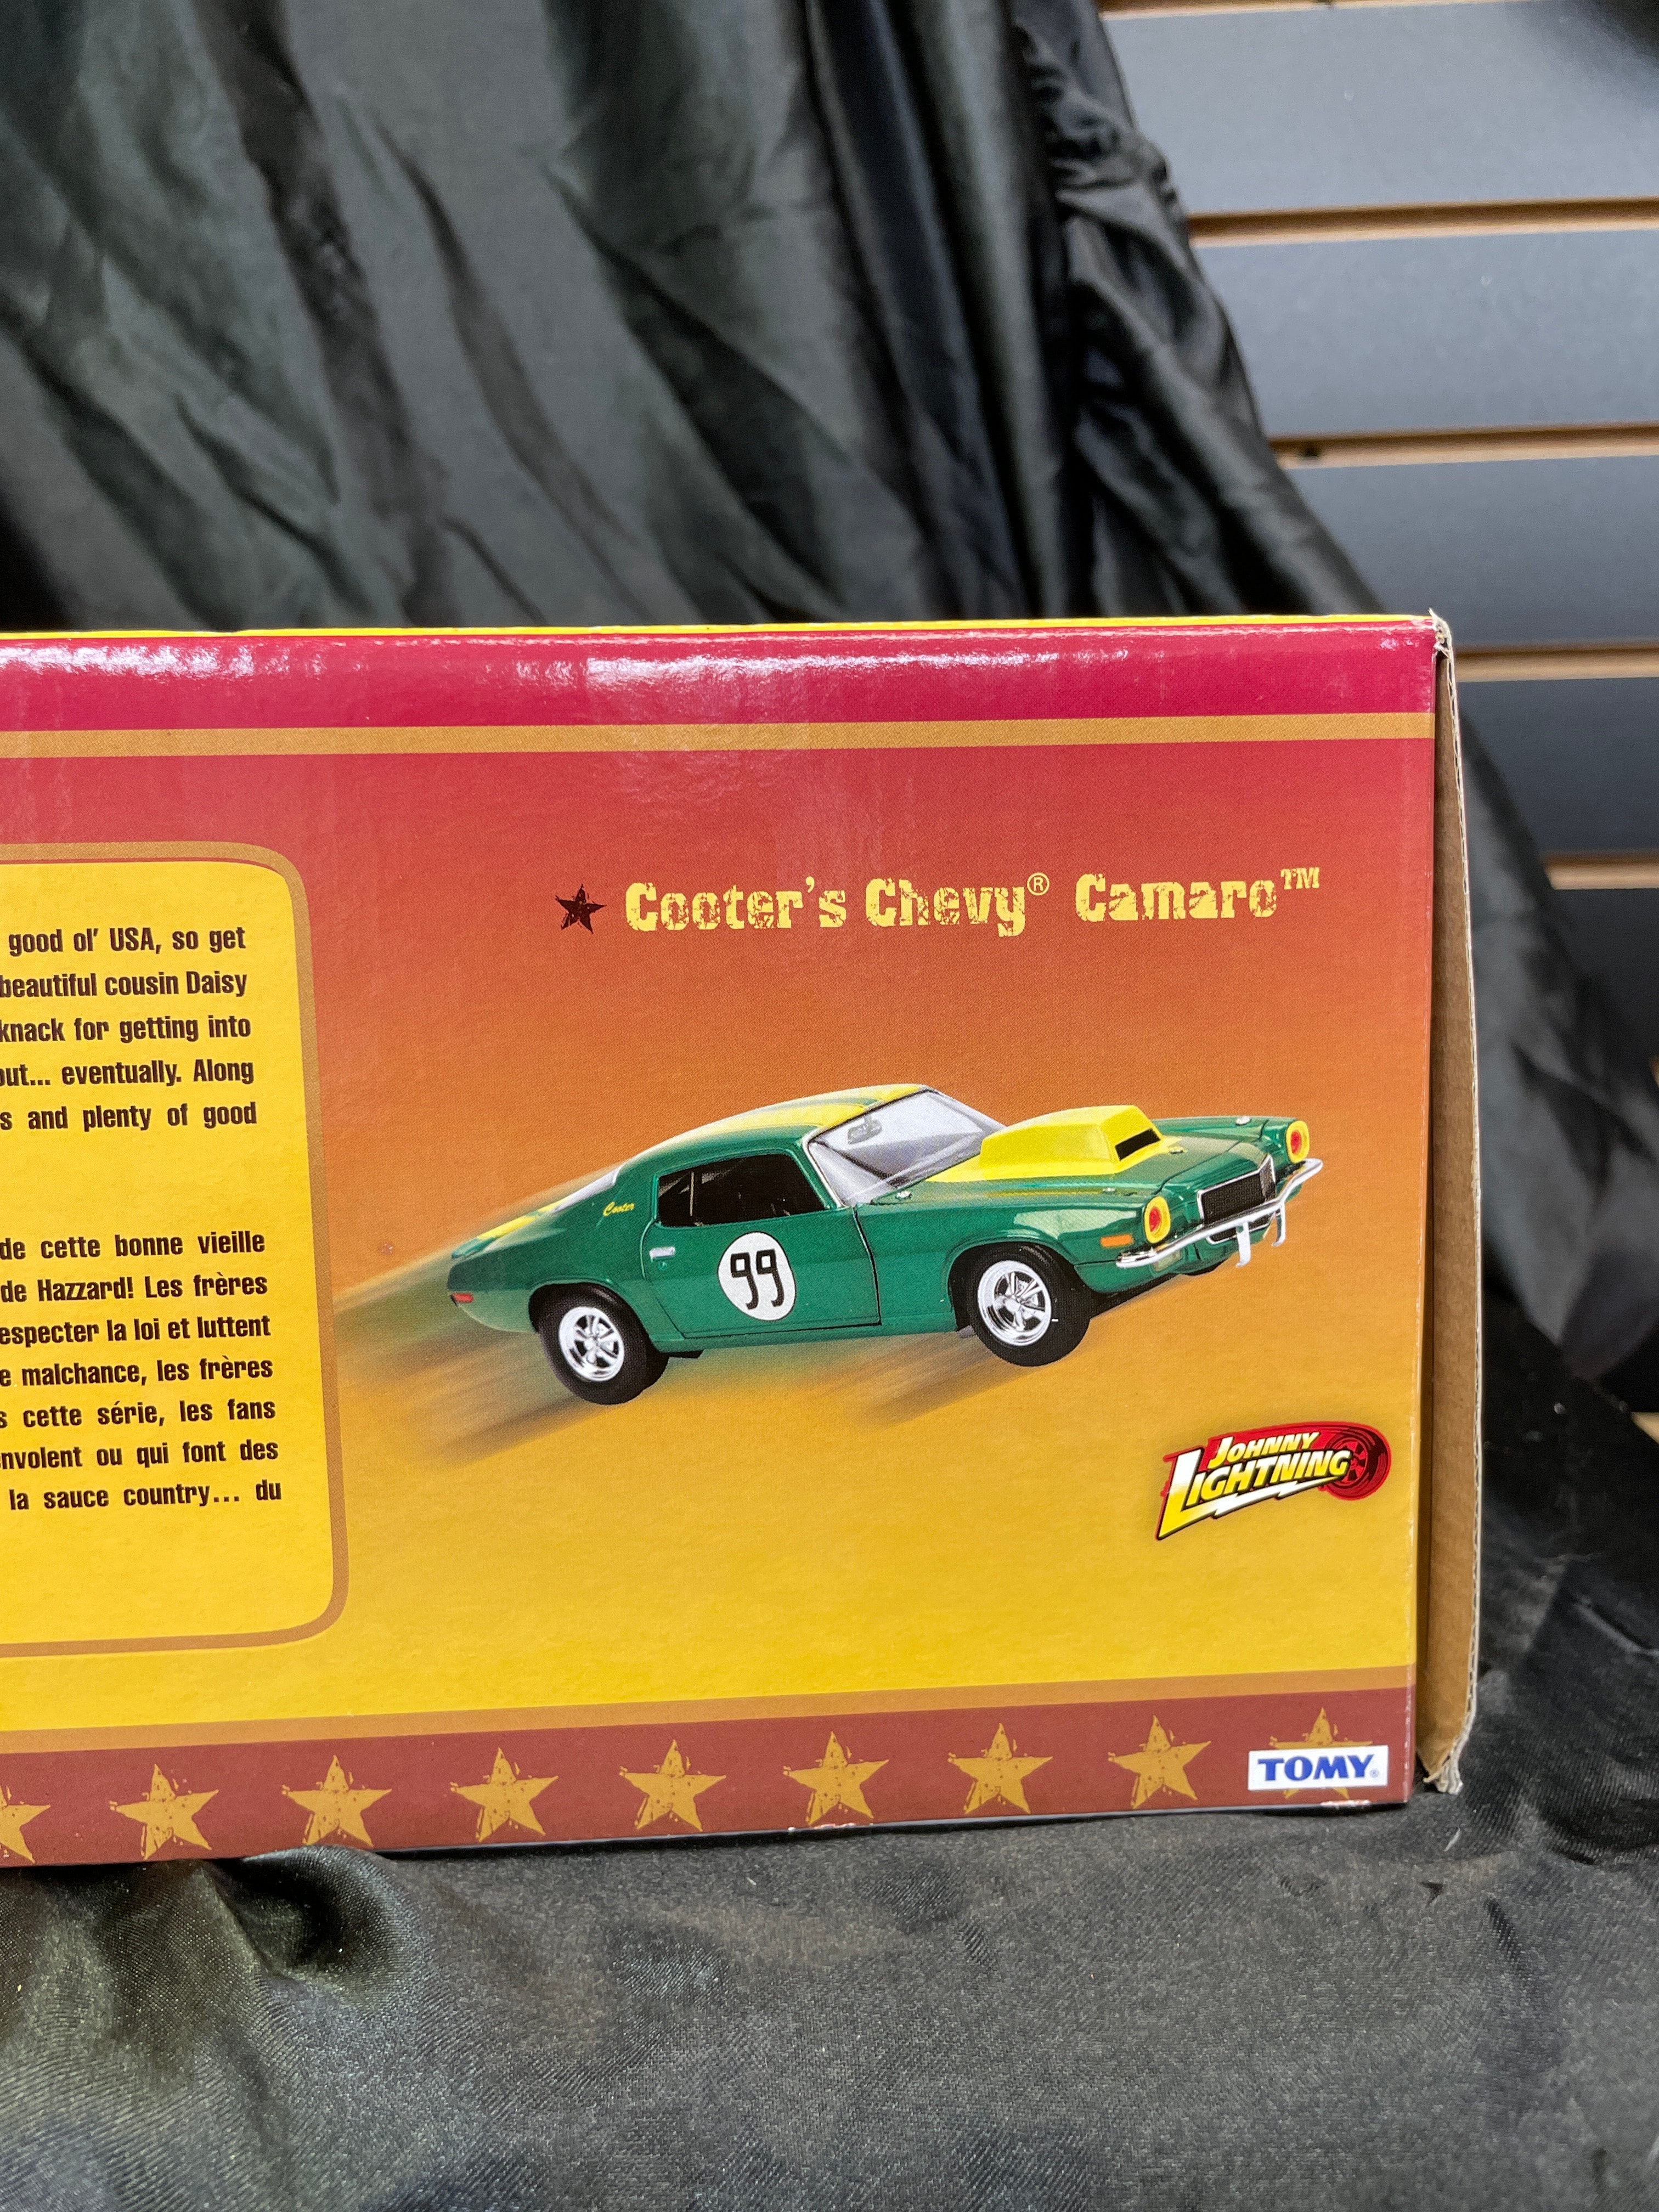 good ol' USA, so get
beautiful cousin Daisy
knack for getting into
out... eventually. Along
s and plenty of good
de cette bonne vieille
de Hazzard! Les frères
especter la loi et luttent
e malchance, les frères
s cette série, les fans
nvolent ou qui font des
la sauce country... du
Cooter's Chevy® Camaro™
Cooter
99
JOHNNY
LIGHTNING
TOMY®